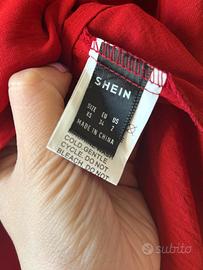 SHEIN
SIZE EU US
XS 34 2
MADE IN CHINA
COLD. GENTLE
CYCLE. DO NOT
BLEACH. DO NOT
subito